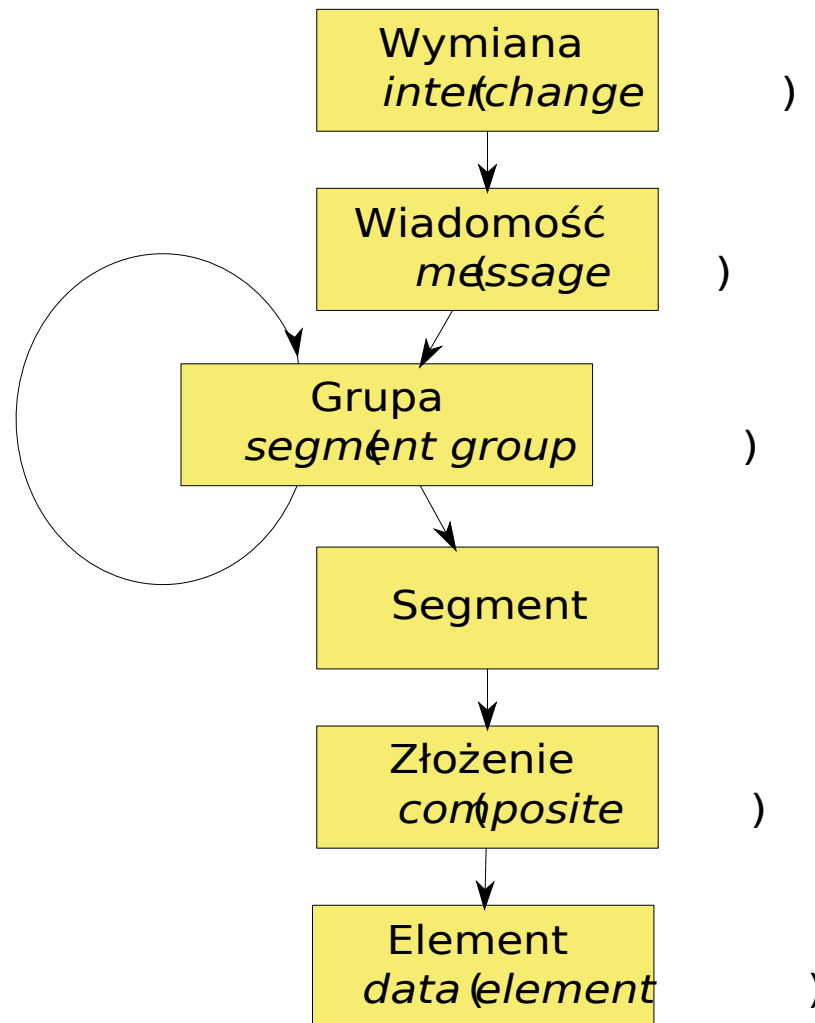 Wymiana
(interchange)
Wiadomość
(message)
Grupa
(segment group)
Segment
Złożenie
(composite)
Element
(data element)